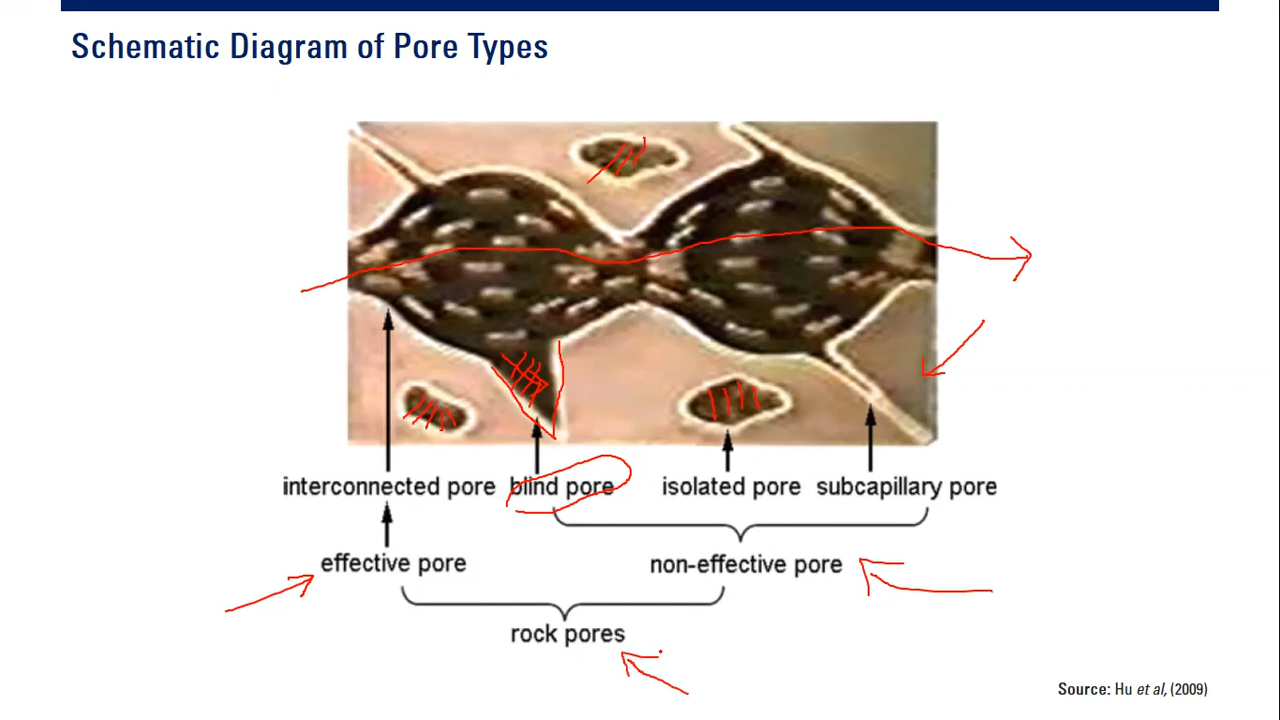 Schematic Diagram of Pore Types
interconnected pore blind pore isolated pore subcapillary pore
effective pore non-effective pore
rock pores
Source: Hu et al, (2009)